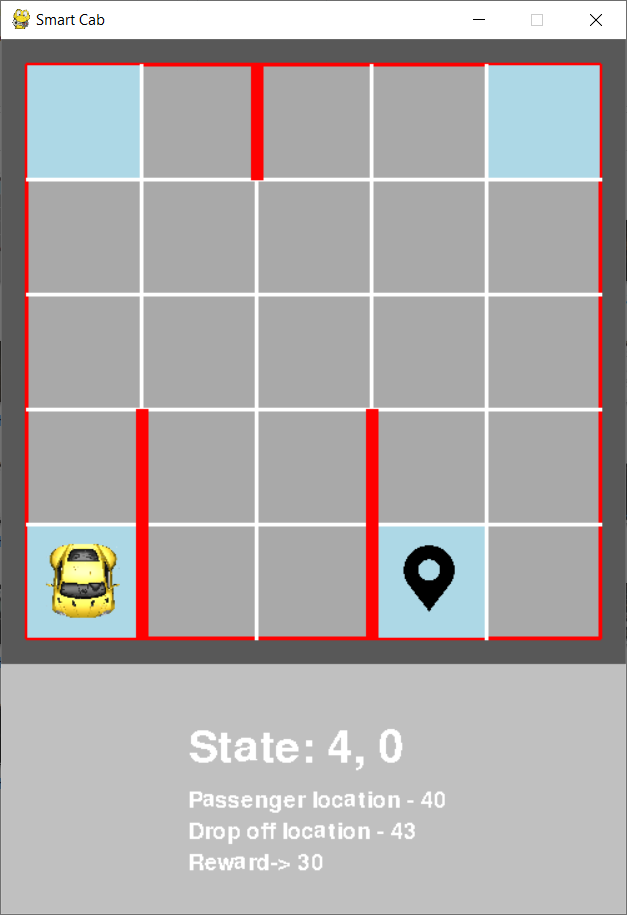 Smart Cab
State: 4, 0
Passenger location - 40
Drop off location - 43
Reward-> 30